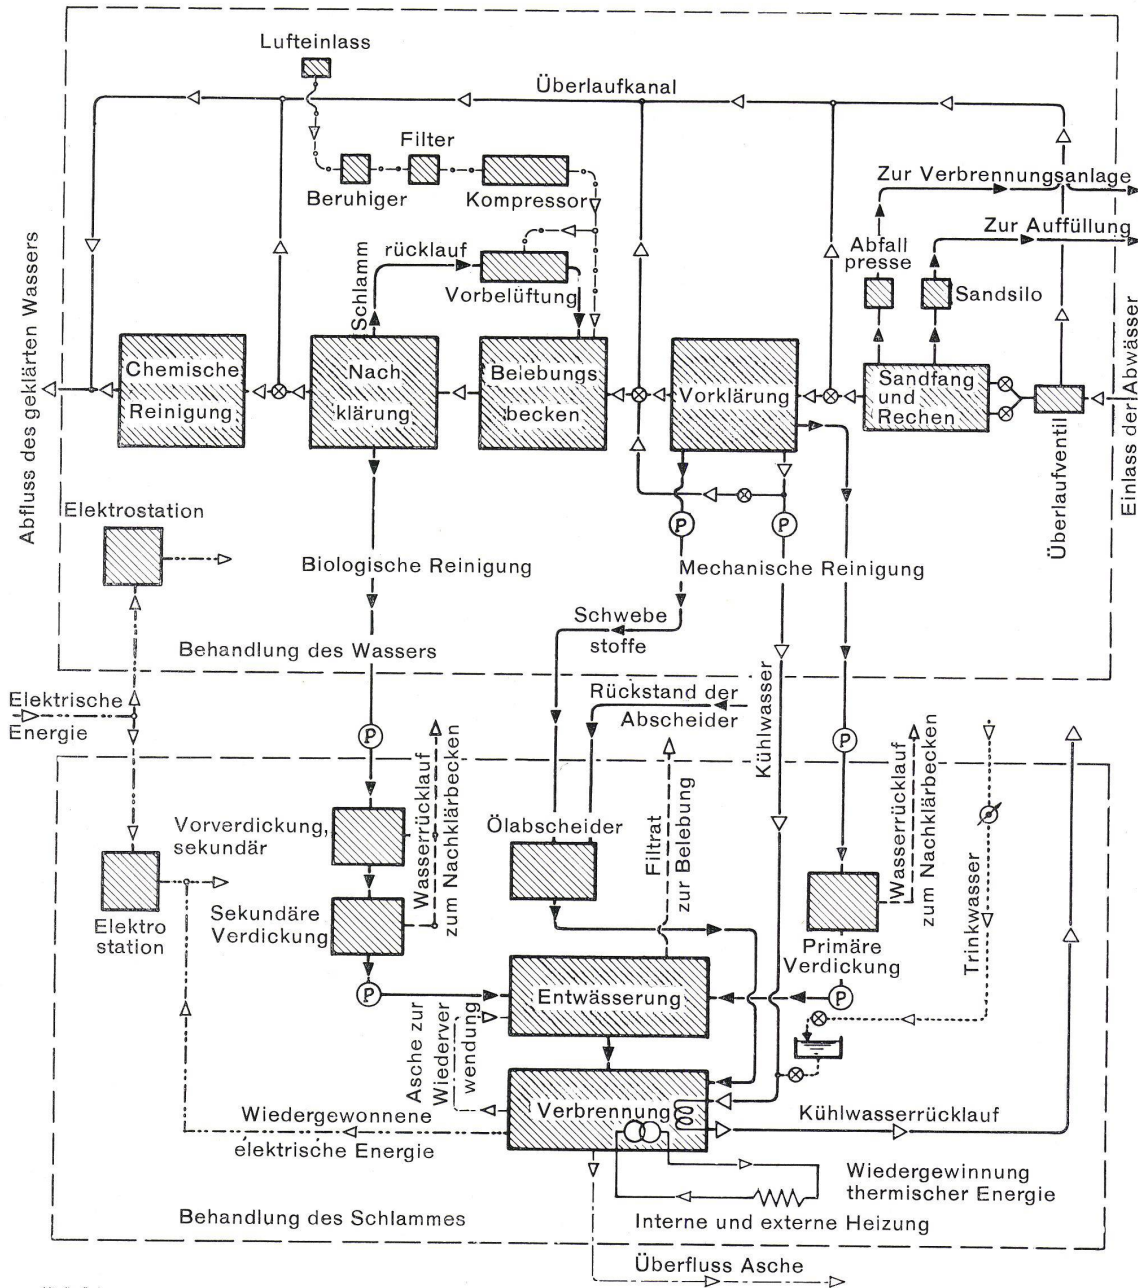 Lufteinlass
Überlaufkanal
Filter
Beruhiger
Kompressor
Zur Verbrennungsanlage
Zur Auffüllung
Abfall
presse
Sandsilo
Schlamm
rücklauf
Vorbelüftung
Abfluss des geklärten Wassers
Chemische
Reinigung
Nach
klärung
Belebungs
becken
Vorklärung
Sandfang
und
Rechen
Überlaufventil
Einlass der Abwässer
P
P
Elektrostation
Biologische Reinigung
Mechanische Reinigung
Schwebe
stoffe
Behandlung des Wassers
Kühlwasser
Rückstand der
Abscheider
Elektrische
Energie
P
P
Wasserrücklauf
zum Nachklärbecken
Vorverdickung,
sekundär
Ölabscheider
Filtrat
zur Belebung
Wasserrücklauf
zum Nachklärbecken
Trinkwasser
Elektro
station
Sekundäre
Verdickung
Primäre
Verdickung
P
Entwässerung
P
Asche zur
Wiederver
wendung
Verbrennung
Wiedergewonnene
elektrische Energie
Kühlwasserrücklauf
Wiedergewinnung
thermischer Energie
Interne und externe Heizung
Behandlung des Schlammes
Überfluss Asche